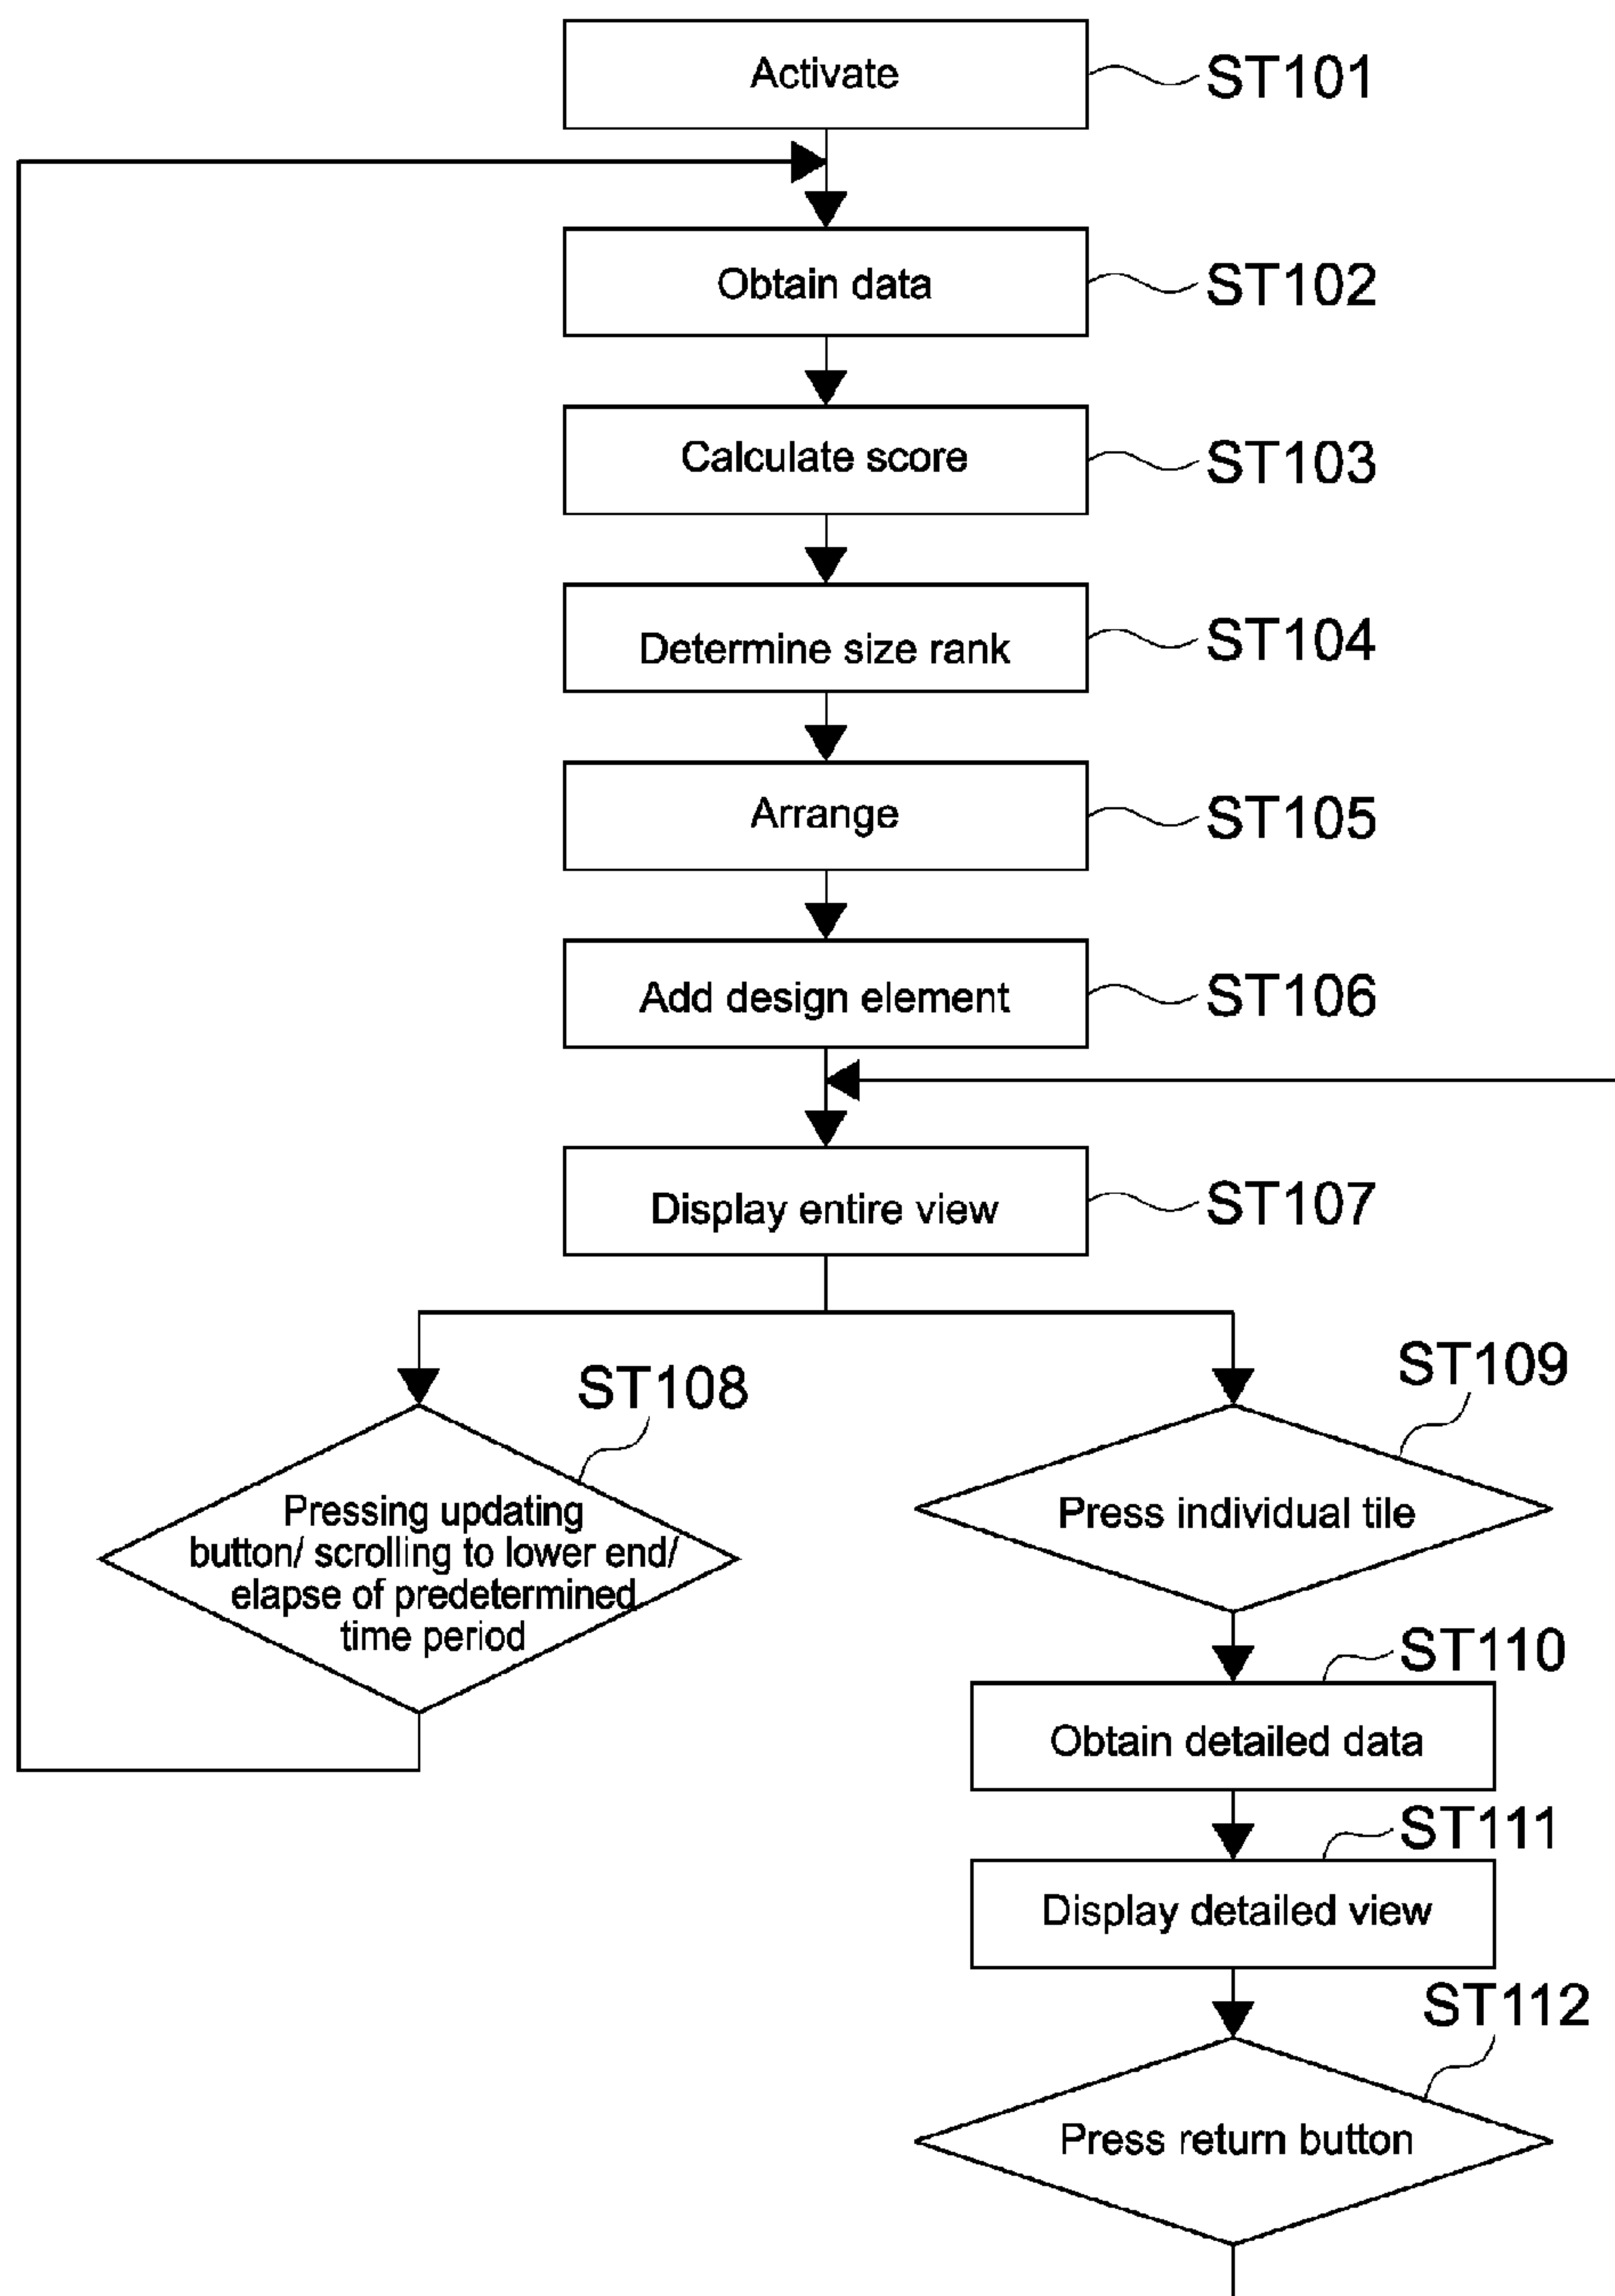 Activate
ST101
Obtain data
ST102
Calculate score
ST103
Determine size rank
ST104
Arrange
ST105
Add design element
ST106
Display entire view
ST107
ST108
Pressing updating
button/ scrolling to lower end/
elapse of predetermined
time period
ST109
Press individual tile
ST110
Obtain detailed data
ST111
Display detailed view
ST112
Press return button